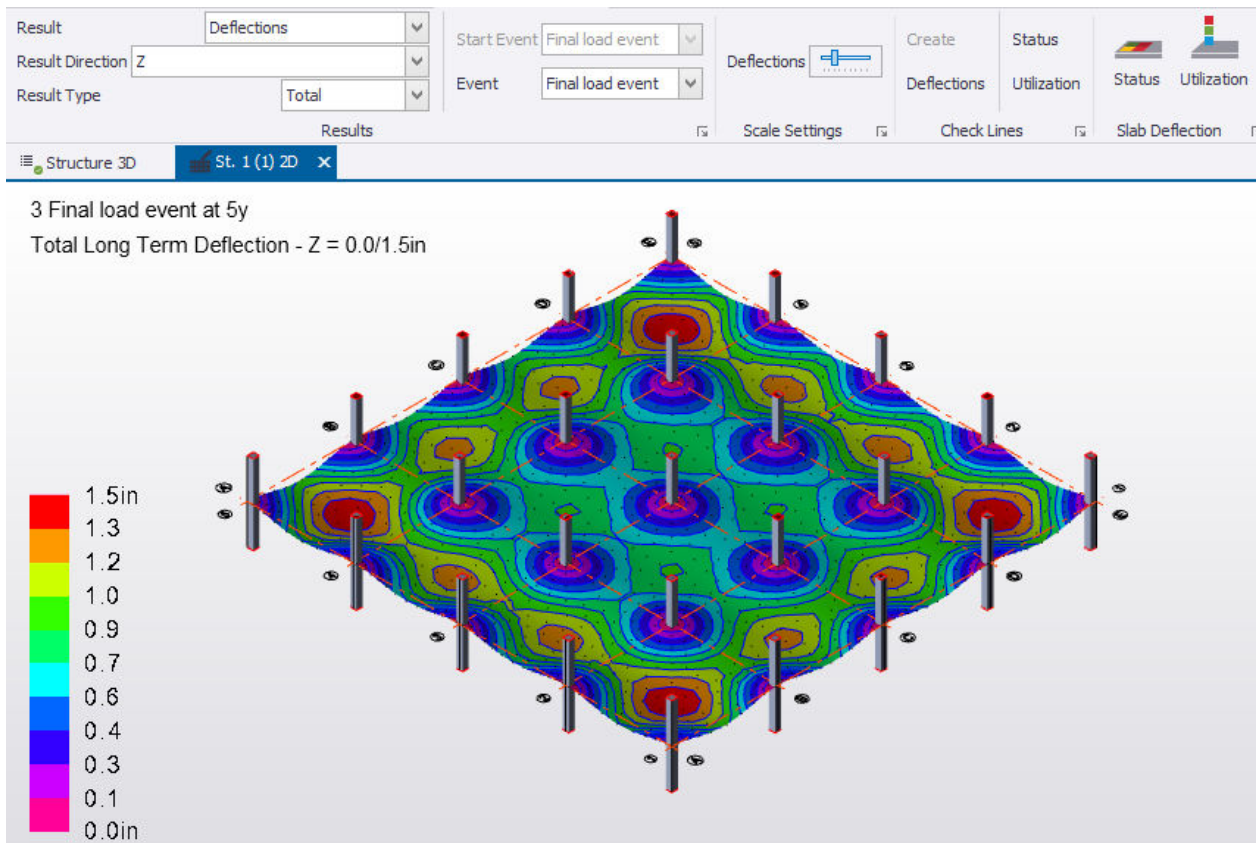 Result Deflections
Result Direction Z
Result Type Total
Results
Start Event Final load event
Event Final load event
Deflections
Scale Settings
Create Status
Deflections Utilization
Check Lines
Status Utilization
Slab Deflection
Structure 3D
St. 1 (1) 2D
3 Final load event at 5y
Total Long Term Deflection - Z = 0.0/1.5in
1.5in
1.3
1.2
1.0
0.9
0.7
0.6
0.4
0.3
0.1
0.0in